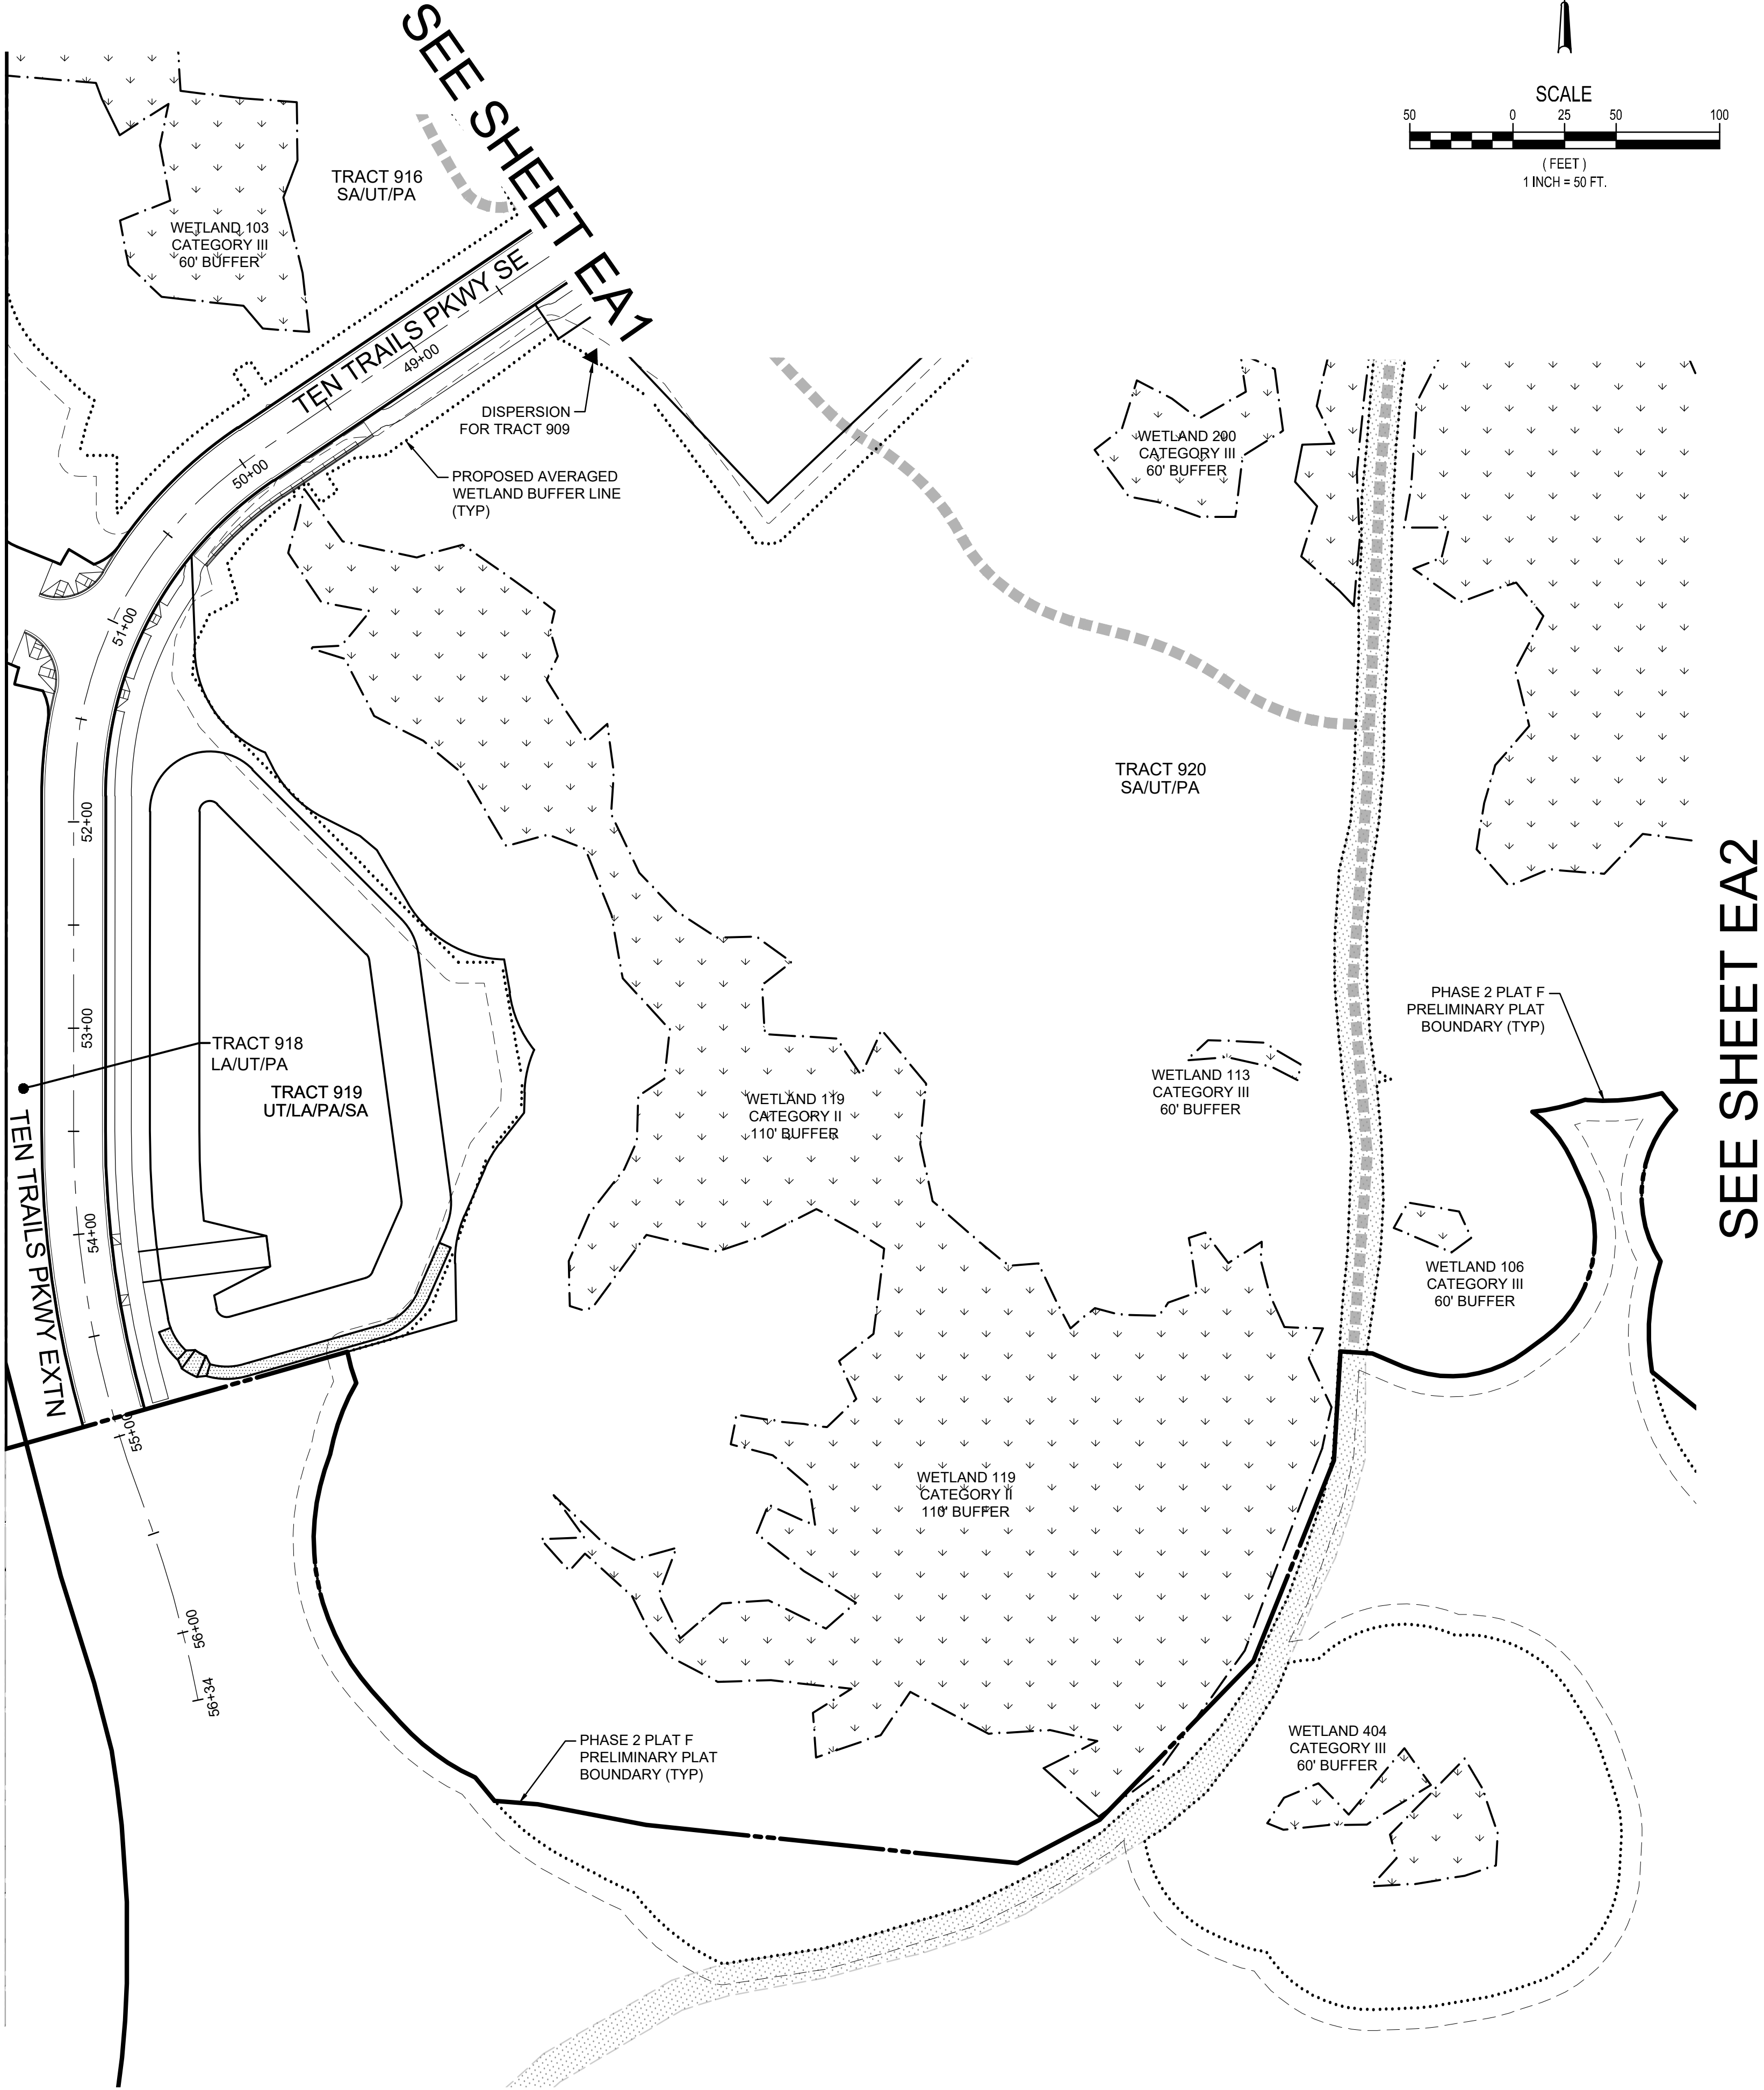 SEE SHEET EA1
SCALE
50 0 25 50 100
( FEET )
1 INCH = 50 FT.
TRACT 916
SA/UT/PA
WETLAND 103
CATEGORY III
60' BUFFER
TEN TRAILS PKWY SE
49+00
DISPERSION
FOR TRACT 909
PROPOSED AVERAGED
WETLAND BUFFER LINE
(TYP)
50+00
WETLAND 200
CATEGORY III
60' BUFFER
51+00
TRACT 920
SA/UT/PA
52+00
SEE SHEET EA2
PHASE 2 PLAT F
PRELIMINARY PLAT
BOUNDARY (TYP)
53+00
TRACT 918
LA/UT/PA
TRACT 919
UT/LA/PA/SA
WETLAND 119
CATEGORY II
110' BUFFER
WETLAND 113
CATEGORY III
60' BUFFER
TEN TRAILS PKWY EXTN
54+00
WETLAND 106
CATEGORY III
60' BUFFER
55+00
WETLAND 119
CATEGORY II
110' BUFFER
56+00
56+34
PHASE 2 PLAT F
PRELIMINARY PLAT
BOUNDARY (TYP)
WETLAND 404
CATEGORY III
60' BUFFER